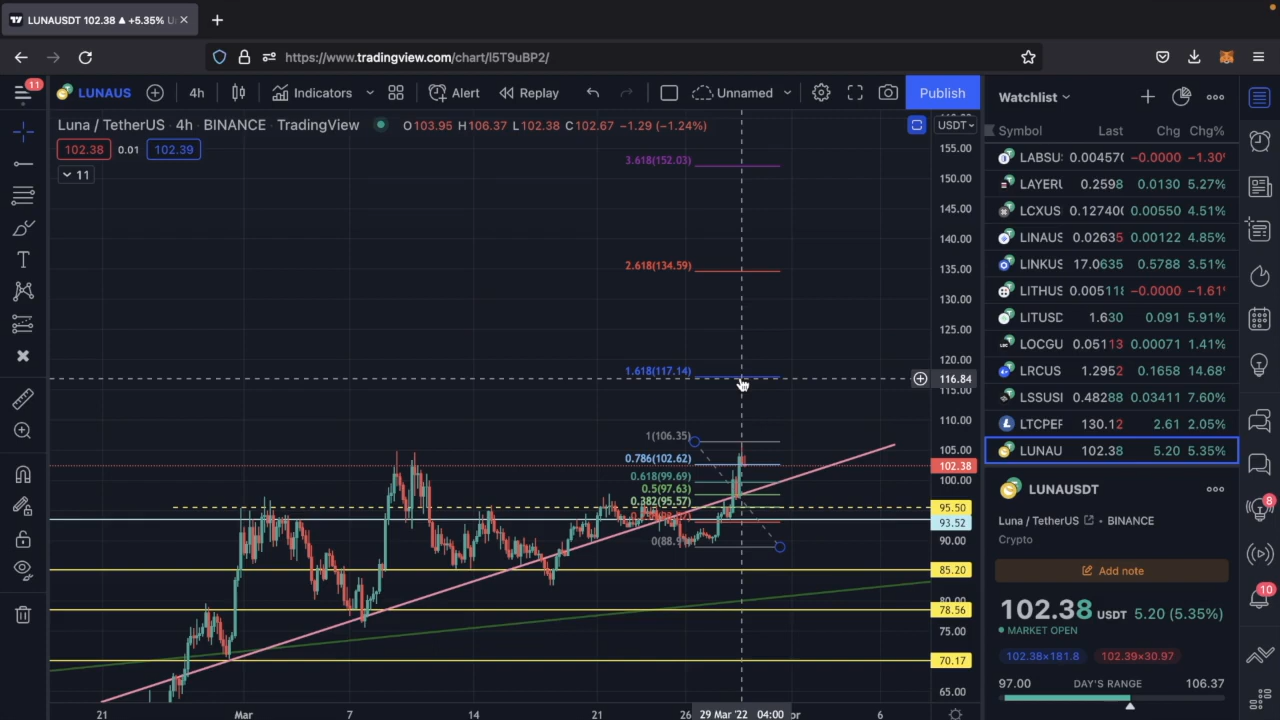 LUNAUSDT 102.38 ▲ +5.35% U
https://www.tradingview.com/chart/l5T9uBP2/
11
LUNAUS
4h
Indicators
Alert
Replay
Unnamed
Publish
Luna / TetherUS · 4h · BINANCE · TradingView
O103.95 H106.37 L102.38 C102.67 −1.29 (−1.24%)
USDT
102.38
0.01
102.39
11
3.618(152.03)
2.618(134.59)
1.618(117.14)
1(106.35)
0.786(102.62)
0.618(99.69)
0.5(97.63)
0.382(95.57)
155.00
150.00
145.00
140.00
135.00
130.00
125.00
120.00
116.84
115.00
110.00
105.00
102.38
100.00
95.50
93.52
90.00
85.20
80.00
78.56
75.00
70.17
65.00
21
Mar
7
14
21
26
29 Mar '22 04:00
6
Watchlist
Symbol Last Chg Chg%
LABSU: 0.004570 −0.0000 −1.30%
LAYERU 0.2598 0.0130 5.27%
LCXUS 0.127400 0.00550 4.51%
LINAUS 0.02635 0.00122 4.85%
LINKUS 17.0635 0.5788 3.51%
LITHUS 0.005118 −0.0000 −1.61%
LITUSD 1.630 0.091 5.91%
LOCGU 0.05113 0.00071 1.41%
LRCUS 1.2952 0.1658 14.68%
LSSUSI 0.48288 0.03411 7.60%
LTCPEF 130.12 2.61 2.05%
LUNAU 102.38 5.20 5.35%
LUNAUSDT
Luna / TetherUS · BINANCE
Crypto
Add note
102.38 USDT 5.20 (5.35%)
MARKET OPEN
102.38×181.8
102.39×30.97
97.00 DAY'S RANGE 106.37
8
10